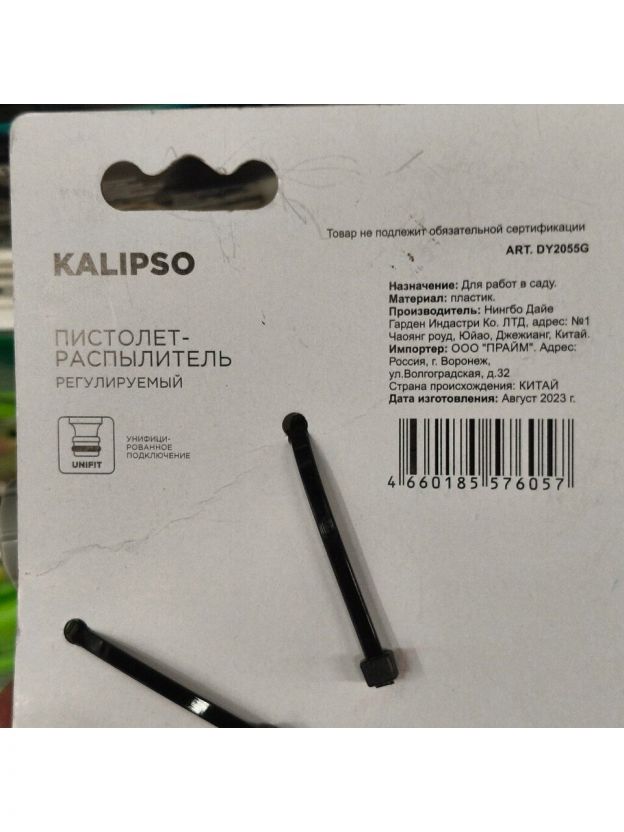 Товар не подлежит обязательной сертификации
ART. DY2055G
KALIPSO
ПИСТОЛЕТ-
РАСПЫЛИТЕЛЬ
РЕГУЛИРУЕМЫЙ
UNIFIT
УНИФИЦИ-
РОВАННОЕ
ПОДКЛЮЧЕНИЕ
Назначение: Для работ в саду.
Материал: пластик.
Производитель: Нингбо Дайе
Гарден Индастри Ко. ЛТД, адрес: №1
Чаоянг роуд, Юйао, Джежианг, Китай.
Импортер: ООО "ПРАЙМ". Адрес:
Россия, г. Воронеж,
ул.Волгоградская, д.32
Страна происхождения: КИТАЙ
Дата изготовления: Август 2023 г.
4 660185 576057